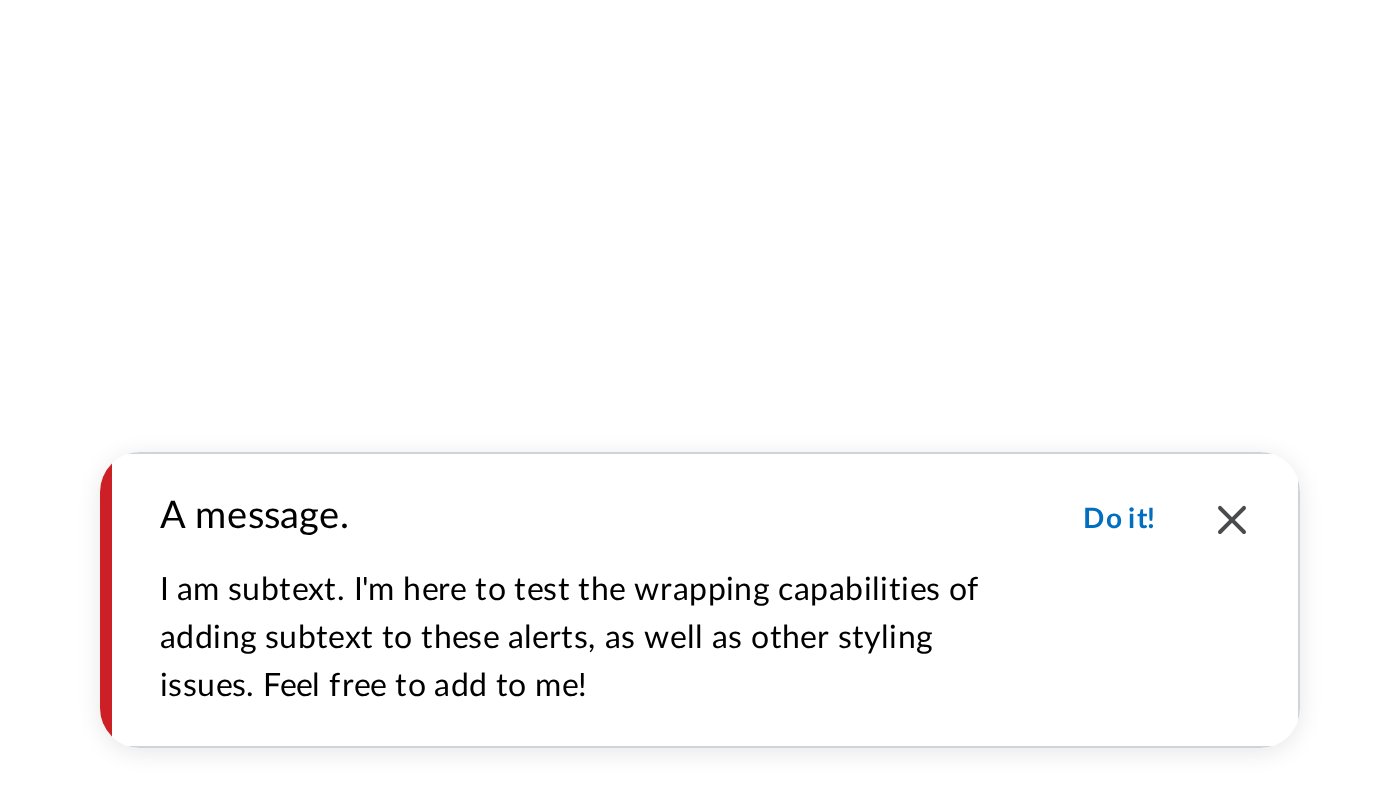 A message.
Do it!
I am subtext. I'm here to test the wrapping capabilities of
adding subtext to these alerts, as well as other styling
issues. Feel free to add to me!